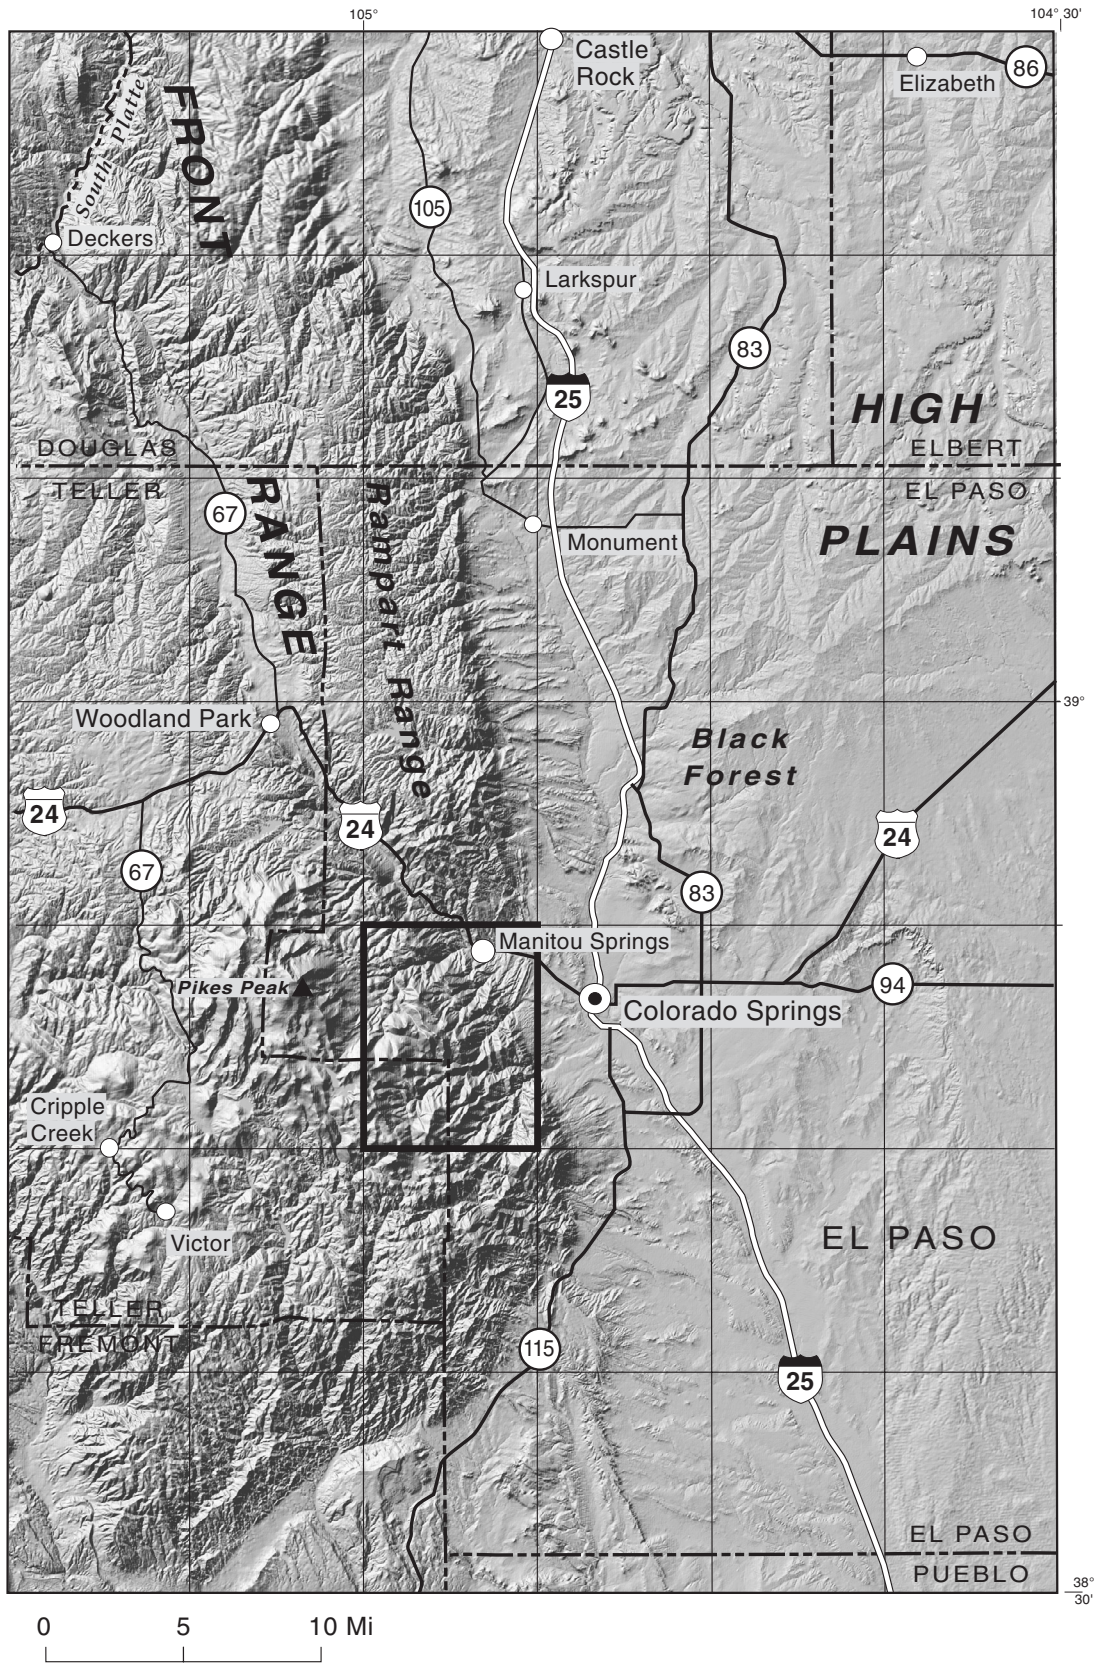 105°
104° 30'
Castle
Rock
86
Elizabeth
South Platte
FRONT
105
Deckers
Larkspur
83
25
HIGH
DOUGLAS
ELBERT
TELLER
EL PASO
67
RANGE
Rampart Range
Monument
PLAINS
39°
Woodland Park
Black
Forest
24
24
24
67
83
Manitou Springs
Pikes Peak
94
Colorado Springs
Cripple
Creek
Victor
EL PASO
TELLER
FREMONT
115
25
EL PASO
PUEBLO
38°
30'
0 5 10 Mi